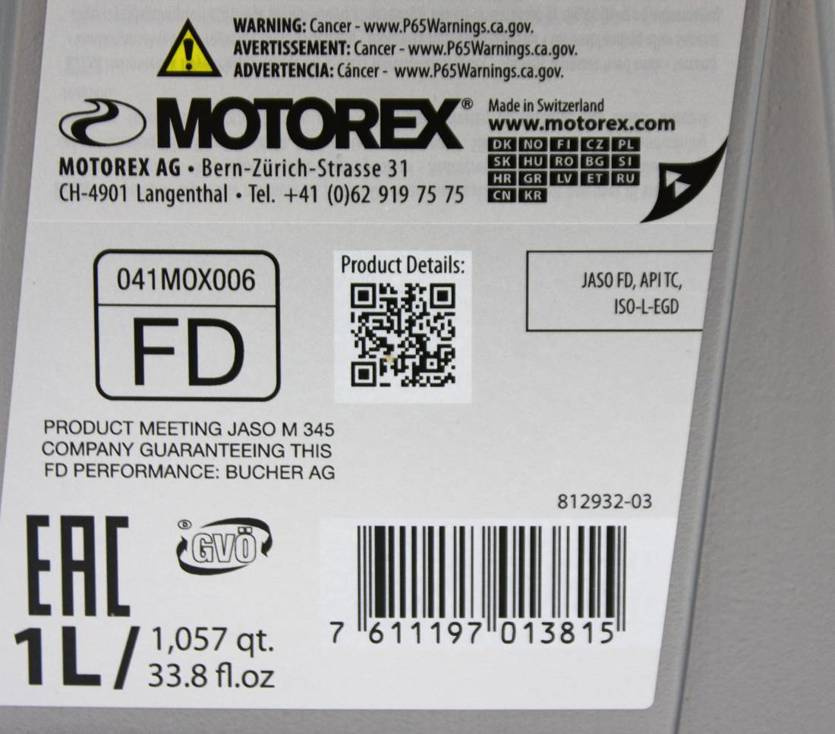 WARNING: Cancer - www.P65Warnings.ca.gov.
AVERTISSEMENT: Cancer - www.P65Warnings.ca.gov.
ADVERTENCIA: Cáncer - www.P65Warnings.ca.gov.
MOTOREX®
Made in Switzerland
www.motorex.com
DK NO FI CZ PL
SK HU RO BG SI
HR GR LV ET RU
CN KR
MOTOREX AG • Bern-Zürich-Strasse 31
CH-4901 Langenthal • Tel. +41 (0)62 919 75 75
041MOX006
FD
Product Details:
JASO FD, API TC,
ISO-L-EGD
PRODUCT MEETING JASO M 345
COMPANY GUARANTEEING THIS
FD PERFORMANCE: BUCHER AG
812932-03
EAC
GVÖ
1L/
1,057 qt.
33.8 fl.oz
7 611197 013815